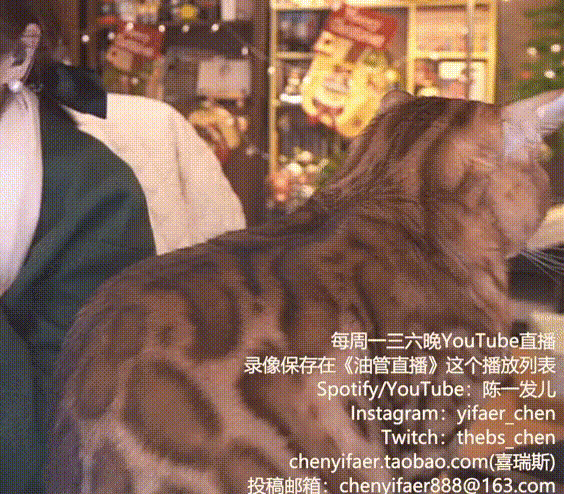 每周一三六晚YouTube直播
录像保存在《油管直播》这个播放列表
Spotify/YouTube：陈一发儿
Instagram：yifaer_chen
Twitch：thebs_chen
chenyifaer.taobao.com(喜瑞斯)
投稿邮箱：chenyifaer888@163.com